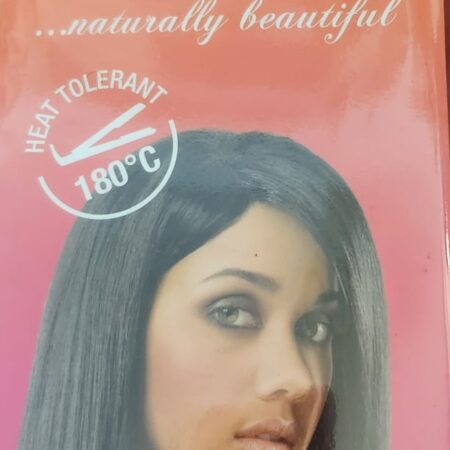 ...naturally beautiful
HEAT TOLERANT
180°C